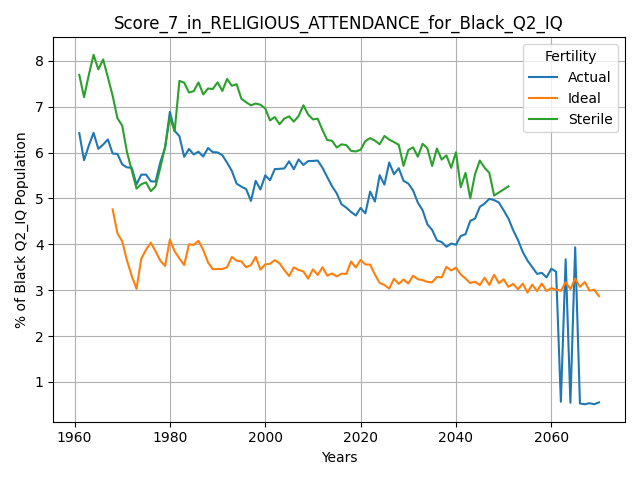 Score_7_in_RELIGIOUS_ATTENDANCE_for_Black_Q2_IQ
Fertility
Actual
Ideal
Sterile
% of Black Q2_IQ Population
8
7
6
5
4
3
2
1
1960 1980 2000 2020 2040 2060
Years